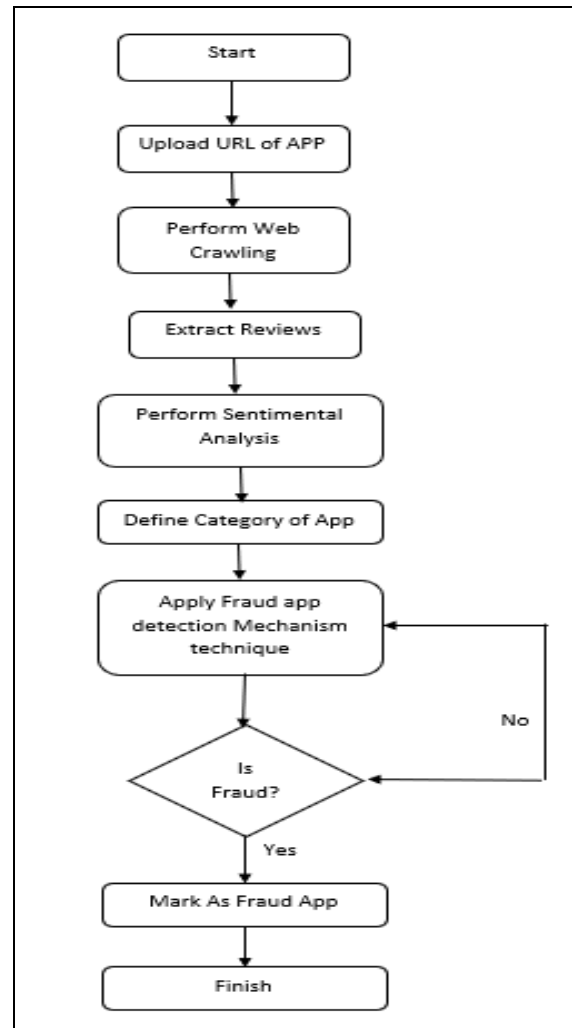 Start
Upload URL of APP
Perform Web
Crawling
Extract Reviews
Perform Sentimental
Analysis
Define Category of App
Apply Fraud app
detection Mechanism
technique
No
Is
Fraud?
Yes
Mark As Fraud App
Finish